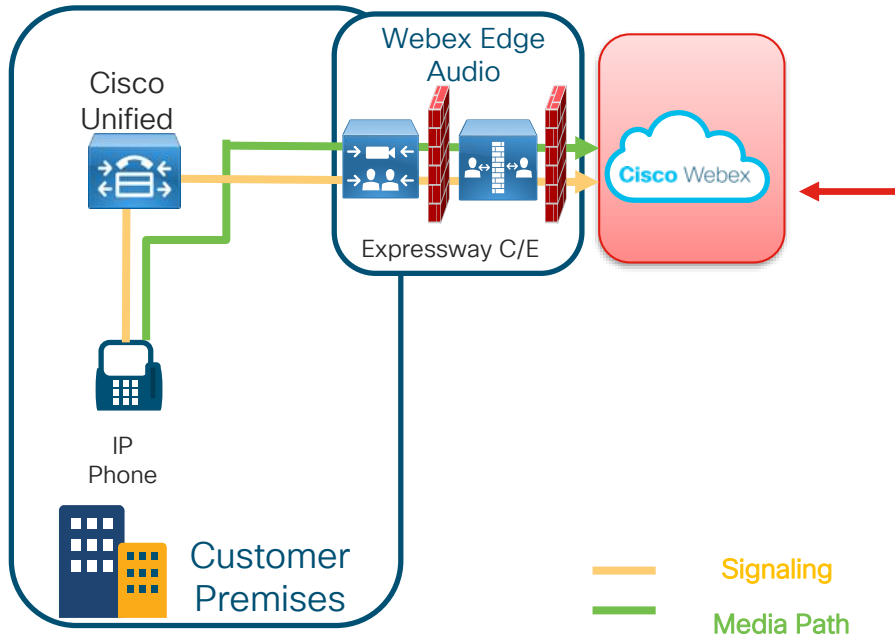 Webex Edge
Audio
Cisco
Unified
Cisco Webex
Expressway C/E
IP
Phone
Customer
Premises
Signaling
Media Path